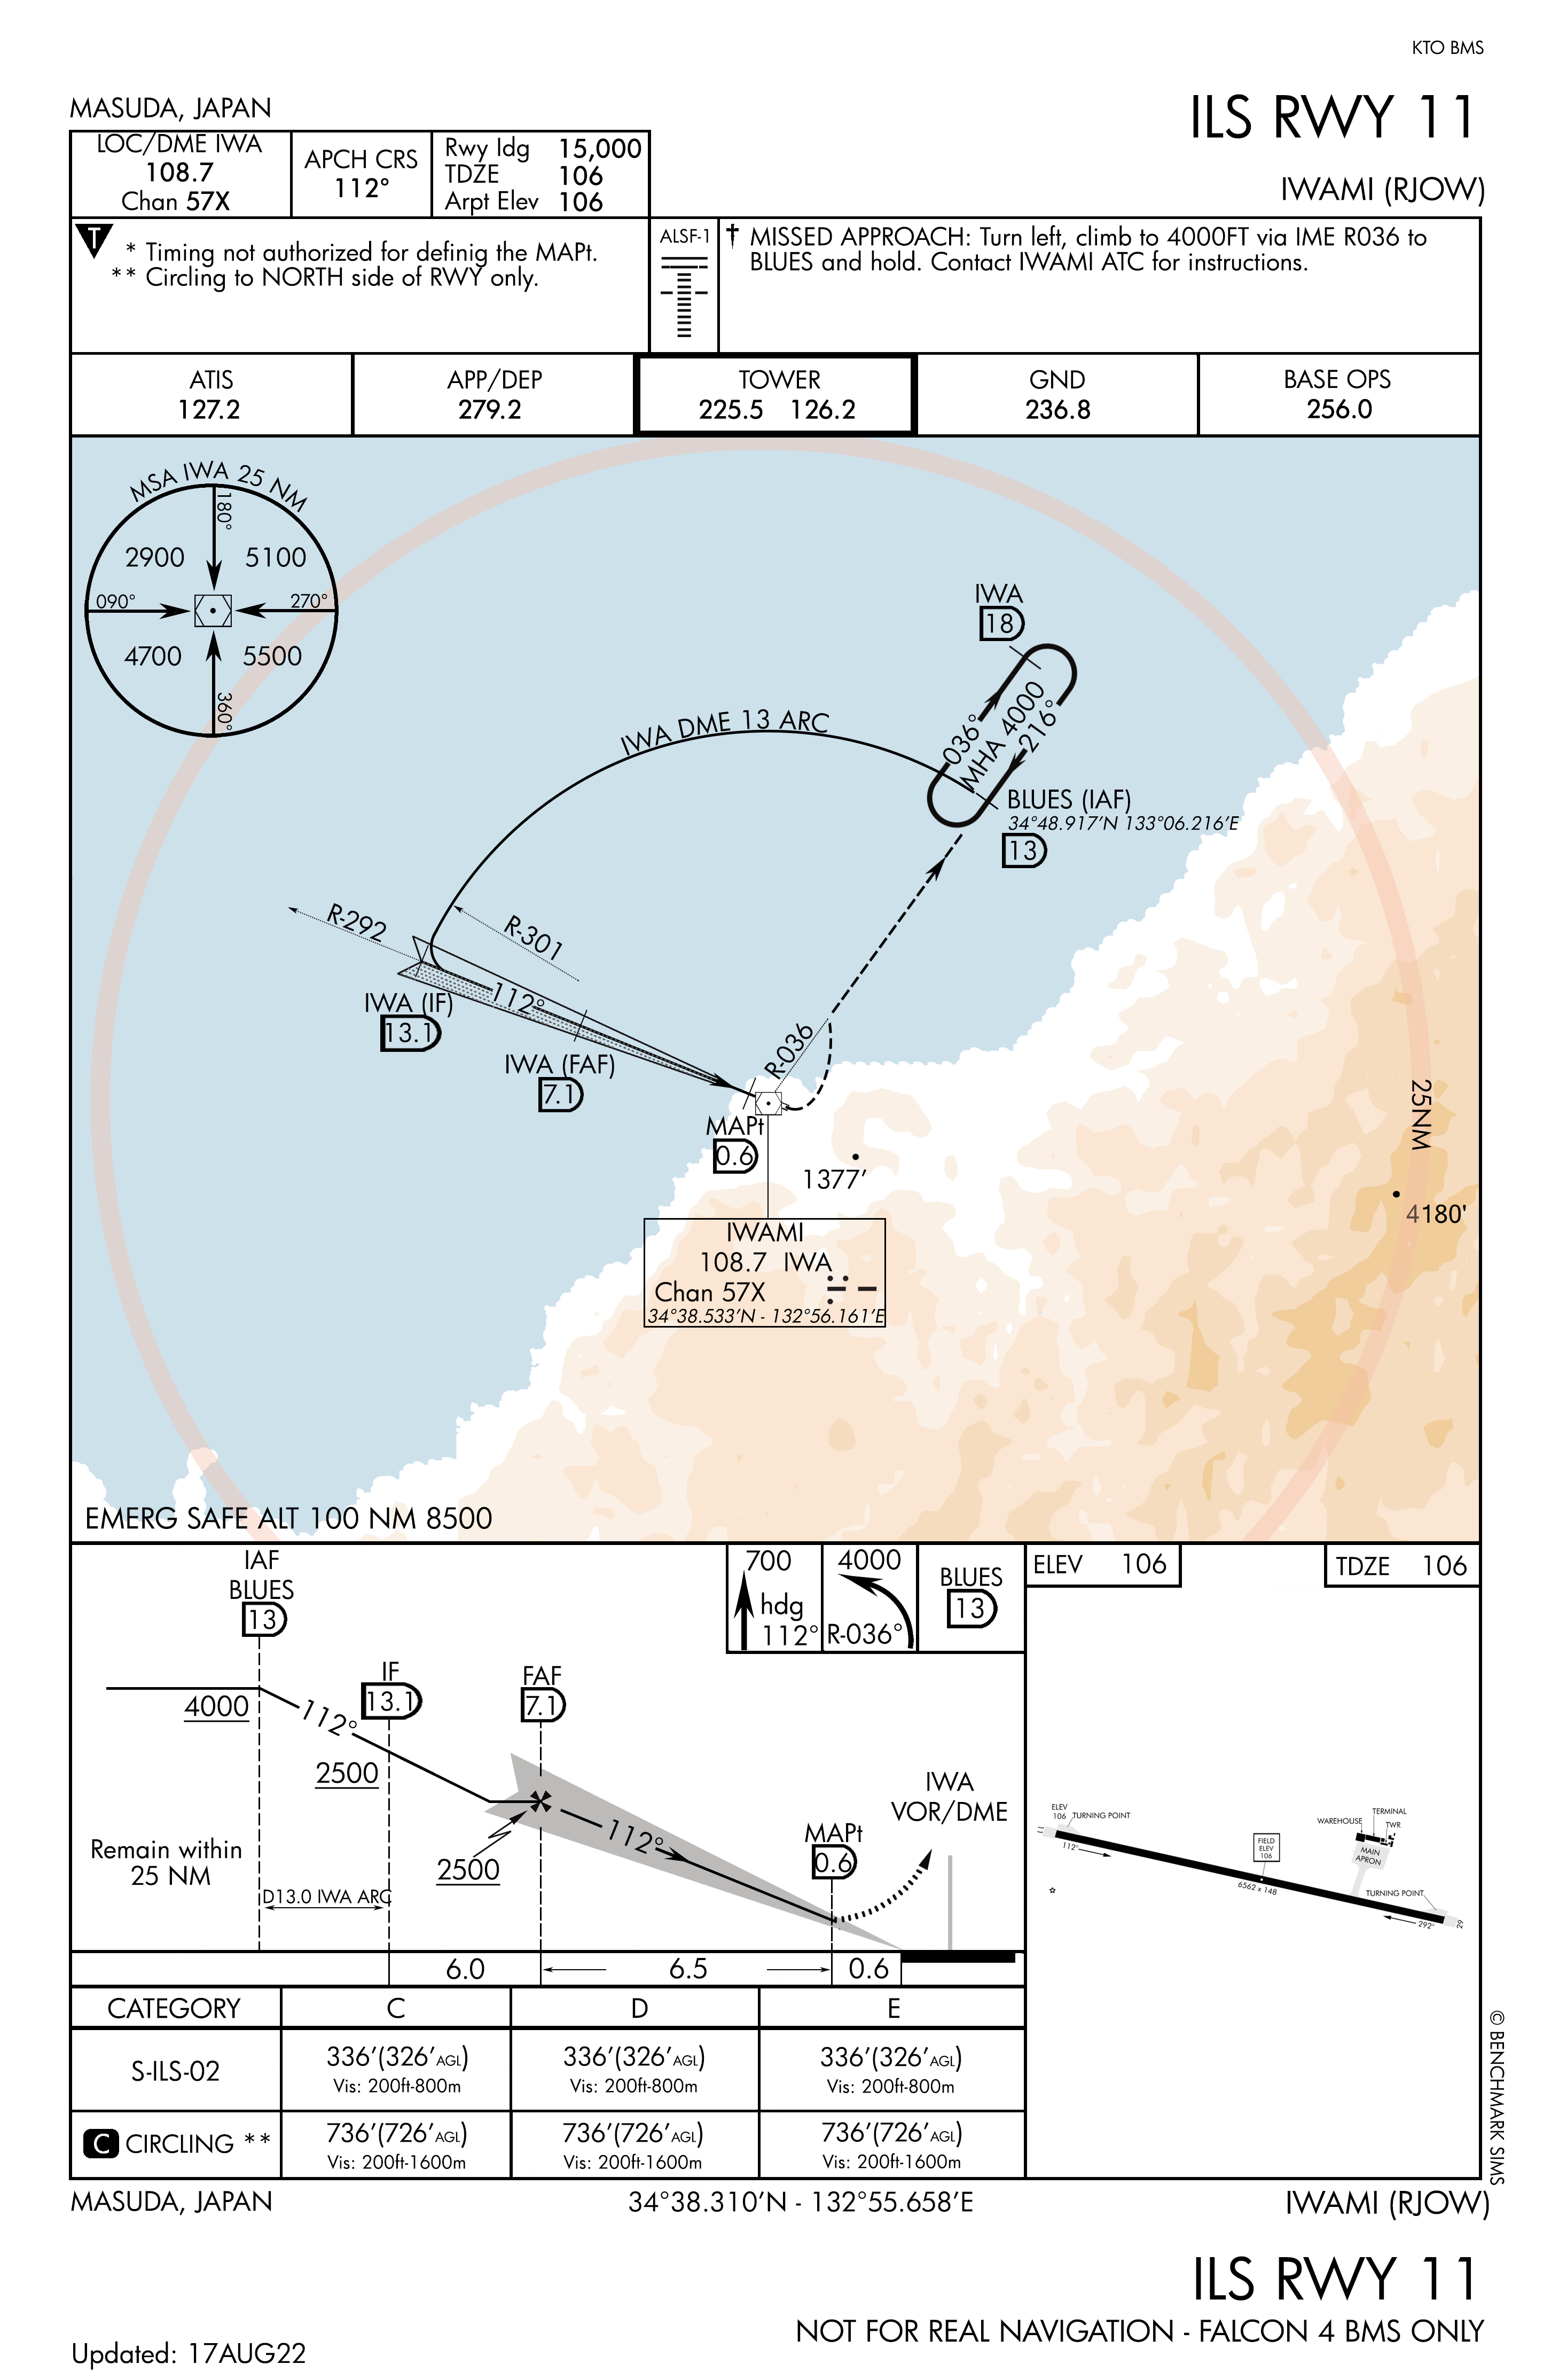 KTO BMS
MASUDA, JAPAN
ILS RWY 11
IWAMI (RJOW)
LOC/DME IWA
108.7
Chan 57X
APCH CRS
112°
Rwy ldg 15,000
TDZE 106
Arpt Elev 106
T
* Timing not authorized for definig the MAPt.
** Circling to NORTH side of RWY only.
ALSF-1
† MISSED APPROACH: Turn left, climb to 4000FT via IME R036 to
BLUES and hold. Contact IWAMI ATC for instructions.
ATIS
127.2
APP/DEP
279.2
TOWER
225.5 126.2
GND
236.8
BASE OPS
256.0
MSA IWA 25 NM
180°
2900 5100
090° 270°
4700 5500
360°
IWA
18
036°
MHA 4000
216°
IWA DME 13 ARC
BLUES (IAF)
34°48.917'N 133°06.216'E
13
R-292
R-301
112°
IWA (IF)
13.1
IWA (FAF)
7.1
R-036
MAPt
0.6
1377'
25NM
4180'
IWAMI
108.7 IWA
Chan 57X
34°38.533'N - 132°56.161'E
EMERG SAFE ALT 100 NM 8500
IAF
BLUES
13
4000
112°
IF
13.1
2500
FAF
7.1
2500
112°
Remain within
25 NM
D13.0 IWA ARC
MAPt
0.6
IWA
VOR/DME
700
hdg
112°
4000
R-036°
BLUES
13
6.0
6.5
0.6
ELEV 106
TDZE 106
ELEV
106
TURNING POINT
112°
FIELD
ELEV
106
6562 x 148
WAREHOUSE
TERMINAL
TWR
MAIN
APRON
TURNING POINT
292°
29
CATEGORY C D E
S-ILS-02
336'(326'AGL) 336'(326'AGL) 336'(326'AGL)
Vis: 200ft-800m Vis: 200ft-800m Vis: 200ft-800m
C CIRCLING **
736'(726'AGL) 736'(726'AGL) 736'(726'AGL)
Vis: 200ft-1600m Vis: 200ft-1600m Vis: 200ft-1600m
© BENCHMARK SIMS
MASUDA, JAPAN
34°38.310'N - 132°55.658'E
IWAMI (RJOW)
ILS RWY 11
NOT FOR REAL NAVIGATION - FALCON 4 BMS ONLY
Updated: 17AUG22